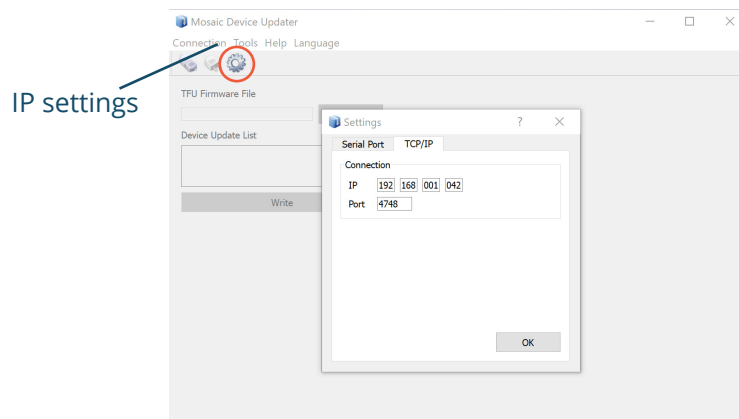 Mosaic Device Updater
Connection Tools Help Language
IP settings
TFU Firmware File
Device Update List
Write
Settings
Serial Port TCP/IP
Connection
IP 192 168 001 042
Port 4748
OK